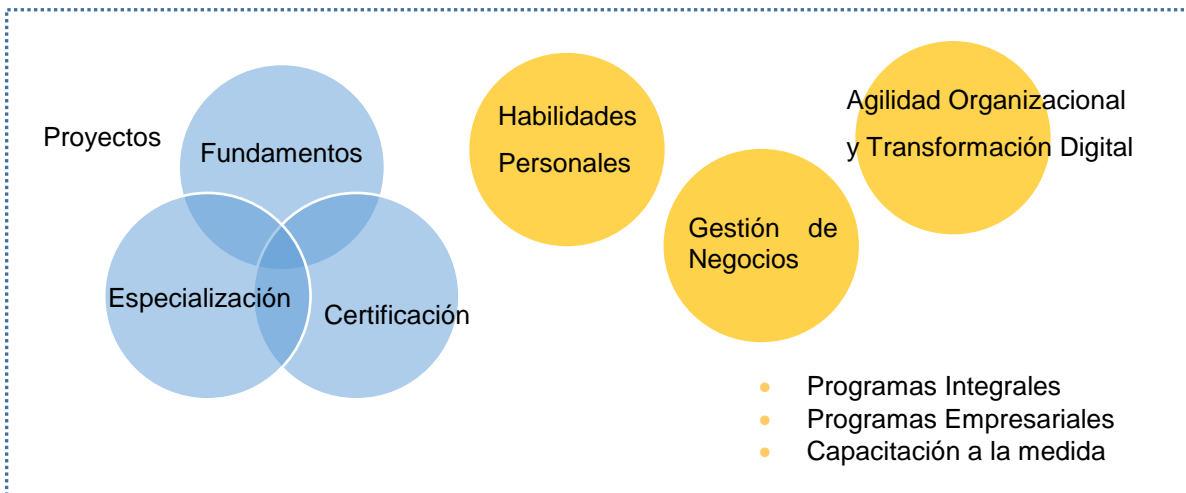 Proyectos
Fundamentos
Especialización
Certificación
Habilidades
Personales
Gestión de
Negocios
Agilidad Organizacional
y Transformación Digital
Programas Integrales
Programas Empresariales
Capacitación a la medida